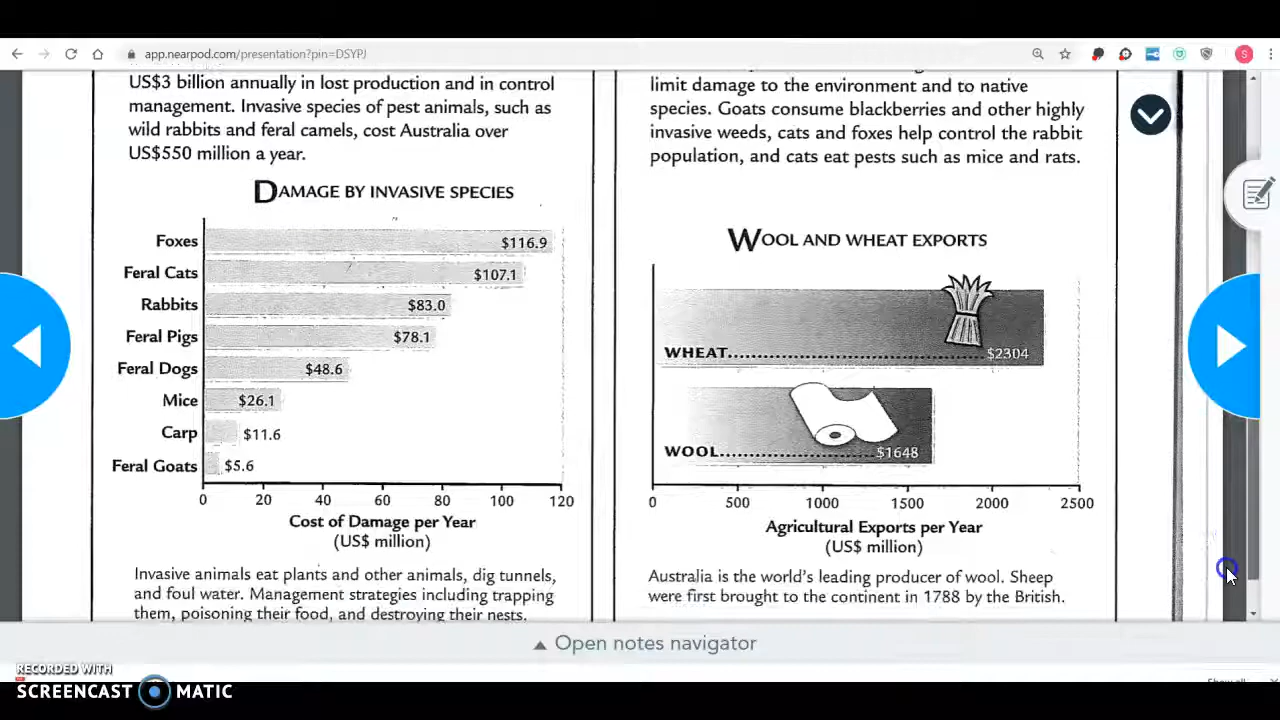 app.nearpod.com/presentation?pin=DSYPJ
S
US$3 billion annually in lost production and in control
management. Invasive species of pest animals, such as
wild rabbits and feral camels, cost Australia over
US$550 million a year.
DAMAGE BY INVASIVE SPECIES
Foxes $116.9
Feral Cats $107.1
Rabbits $83.0
Feral Pigs $78.1
Feral Dogs $48.6
Mice $26.1
Carp $11.6
Feral Goats $5.6
0 20 40 60 80 100 120
Cost of Damage per Year
(US$ million)
Invasive animals eat plants and other animals, dig tunnels,
and foul water. Management strategies including trapping
them, poisoning their food, and destroying their nests.
limit damage to the environment and to native
species. Goats consume blackberries and other highly
invasive weeds, cats and foxes help control the rabbit
population, and cats eat pests such as mice and rats.
WOOL AND WHEAT EXPORTS
WHEAT.......................................$2304
WOOL............................$1648
0 500 1000 1500 2000 2500
Agricultural Exports per Year
(US$ million)
Australia is the world's leading producer of wool. Sheep
were first brought to the continent in 1788 by the British.
Open notes navigator
RECORDED WITH
SCREENCAST MATIC